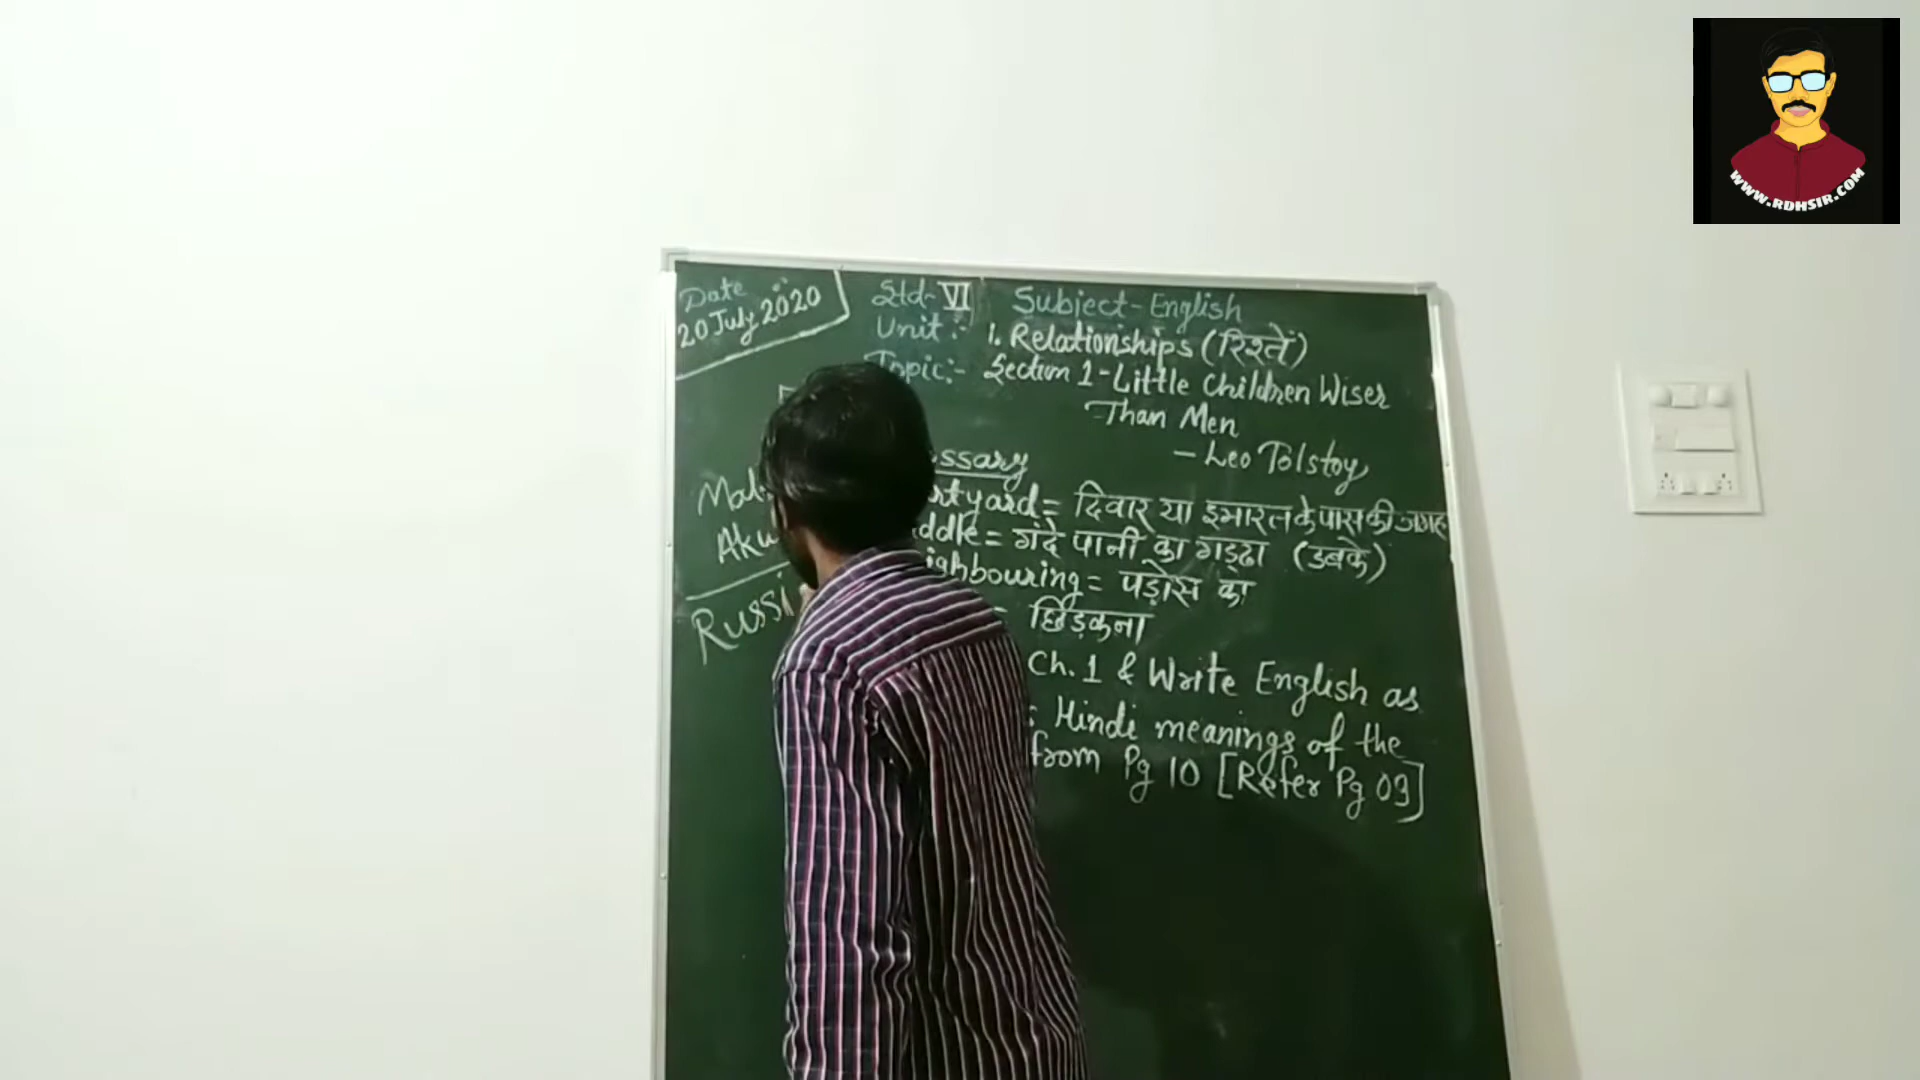 Date
20 July 2020
Std- VI Subject-English
Unit:- 1. Relationships (रिश्तें)
Topic:- Section 1-Little Children Wiser
Than Men
- Leo Tolstoy
ssary
rtyard = दिवार या इमारत के पास की जगह
ddle = गंदे पानी का गड्ढा (डबके)
ighbouring = पड़ोस का
= छिड़कना
Ch. 1 & Write English as
: Hindi meanings of the
from Pg 10 [Refer Pg 09]
Mal
Aku
Russi
WWW.RDHSIR.COM